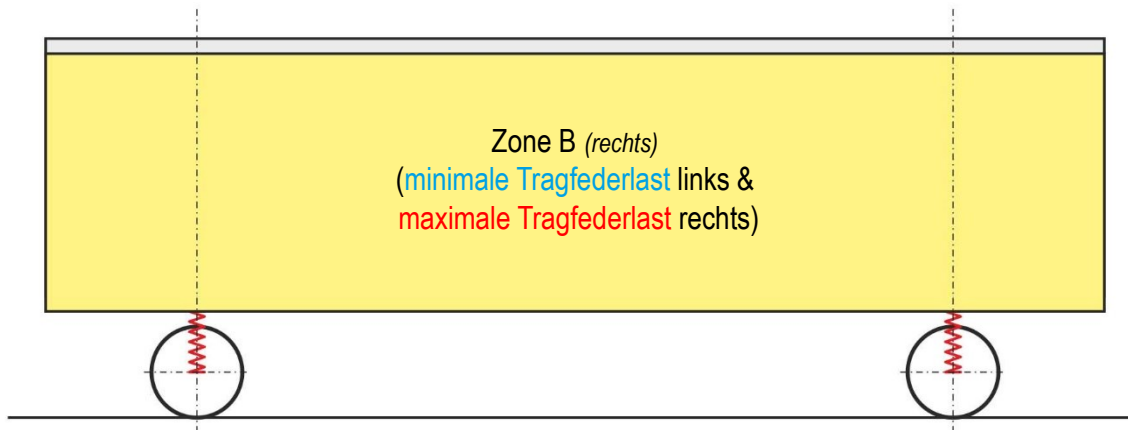 Zone B (rechts)
(minimale Tragfederlast links &
maximale Tragfederlast rechts)